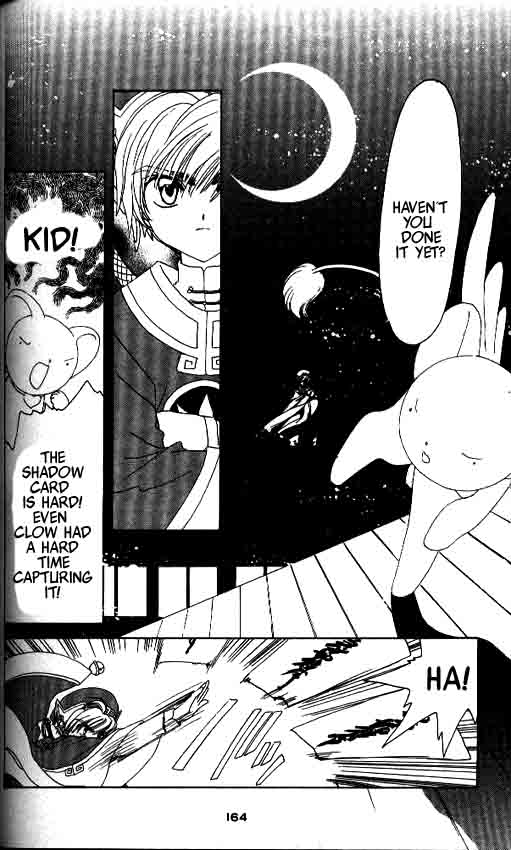 HAVEN'T
YOU
DONE
IT YET?
KID!
THE
SHADOW
CARD
IS HARD!
EVEN
CLOW HAD
A HARD
TIME
CAPTURING
IT!
HA!
164